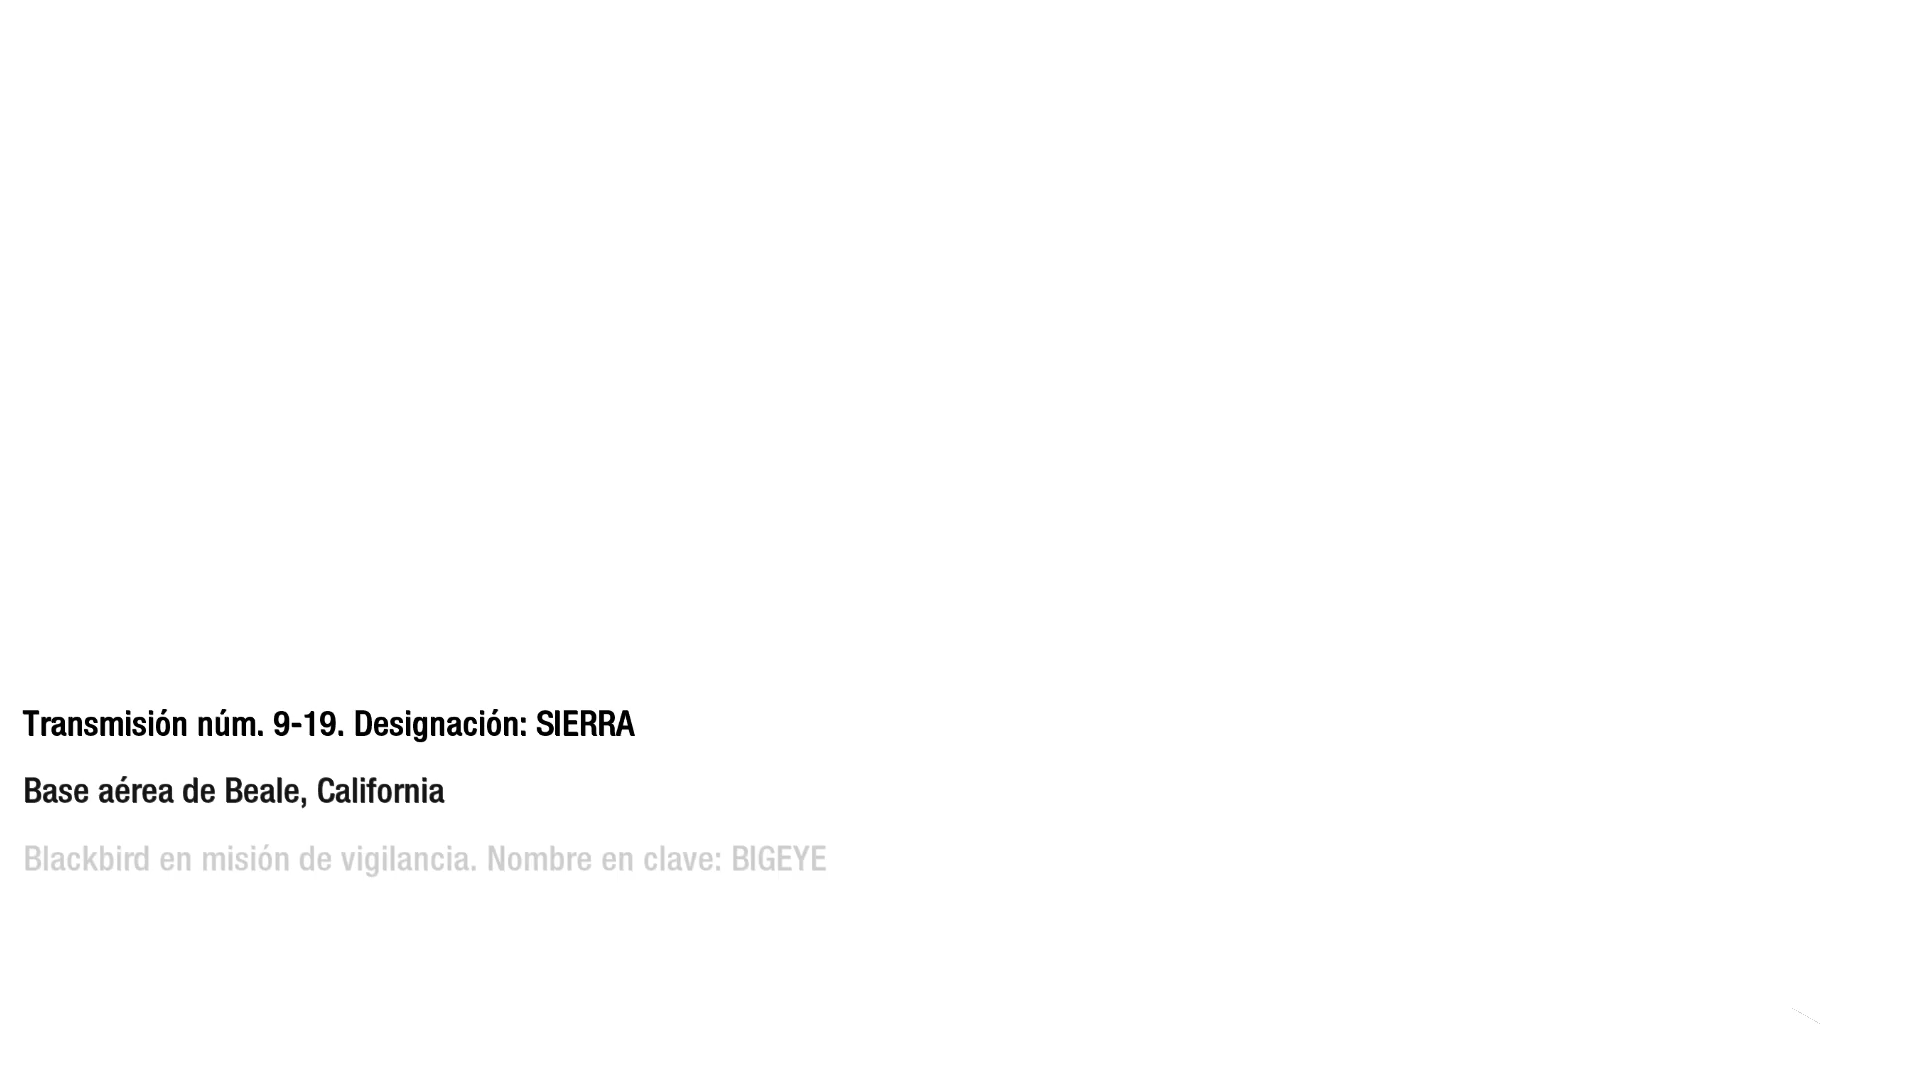 Transmisión núm. 9-19. Designación: SIERRA
Base aérea de Beale, California
Blackbird en misión de vigilancia. Nombre en clave: BIGEYE